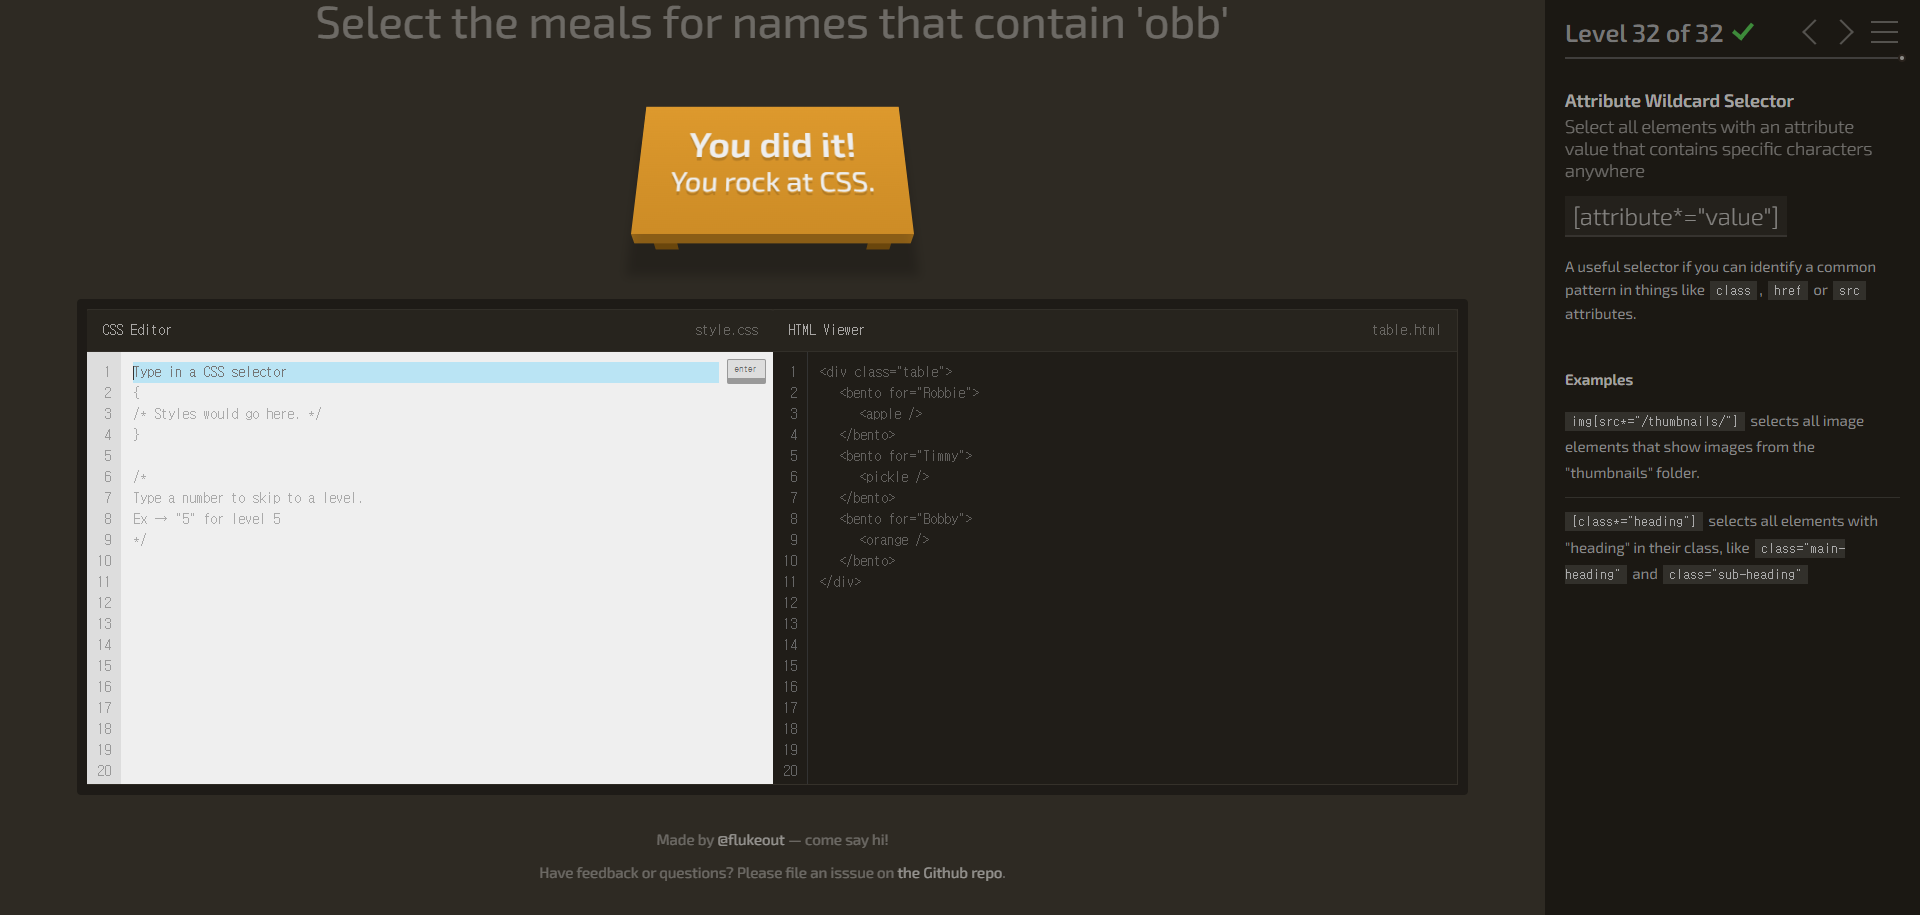 Select the meals for names that contain 'obb'
You did it!
You rock at CSS.
CSS Editor style.css
1 Type in a CSS selector enter
2 {
3 /* Styles would go here. */
4 }
5
6 /*
7 Type a number to skip to a level.
8 Ex → "5" for level 5
9 */
10
11
12
13
14
15
16
17
18
19
20
HTML Viewer table.html
1 <div class="table">
2 <bento for="Robbie">
3 <apple />
4 </bento>
5 <bento for="Timmy">
6 <pickle />
7 </bento>
8 <bento for="Bobby">
9 <orange />
10 </bento>
11 </div>
12
13
14
15
16
17
18
19
20
Made by @flukeout — come say hi!
Have feedback or questions? Please file an isssue on the Github repo.
Level 32 of 32
Attribute Wildcard Selector
Select all elements with an attribute
value that contains specific characters
anywhere
[attribute*="value"]
A useful selector if you can identify a common
pattern in things like class , href or src
attributes.
Examples
img[src*="/thumbnails/"] selects all image
elements that show images from the
"thumbnails" folder.
[class*="heading"] selects all elements with
"heading" in their class, like class="main-
heading" and class="sub-heading"